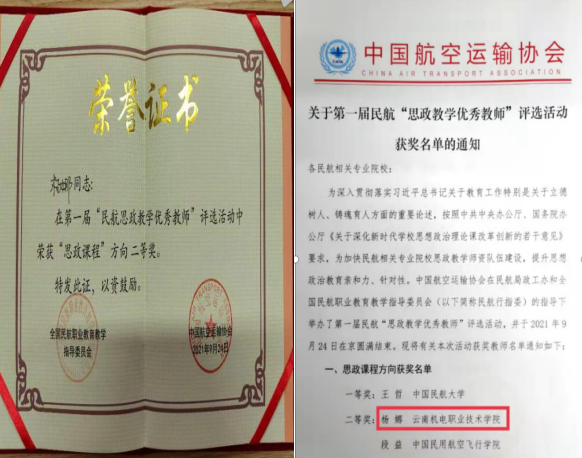 荣誉证书
杨娜同志：
在第一届“民航思政教学优秀教师”评选活动中
荣获“思政课程”方向二等奖。
特发此证，以资鼓励。
全国民航职业教育教学
指导委员会
中国航空运输协会
2021年9月24日
中国航空运输协会
CHINA AIR TRANSPORT ASSOCIATION
关于第一届民航“思政教学优秀教师”评选活动
获奖名单的通知
各民航相关专业院校：
为深入贯彻落实习近平总书记关于教育工作特别是关于立德
树人、铸魂育人方面的重要论述，按照中共中央办公厅、国务院办
公厅《关于深化新时代学校思想政治理论课改革创新的若干意见》
要求，为加快民航相关专业院校思政教学师资队伍建设，提升思想
政治教育亲和力、针对性。中国航空运输协会在民航局政工办和全
国民航职业教育教学指导委员会（以下简称民航行指委）的指导下
举办了第一届民航“思政教学优秀教师”评选活动，并于2021年9
月24日在京圆满结束。现将有关本次活动获奖教师名单通知如下：
一、思政课程方向获奖名单
一等奖：王哲 中国民航大学
二等奖：杨娜 云南机电职业技术学院
段益 中国民用航空飞行学院